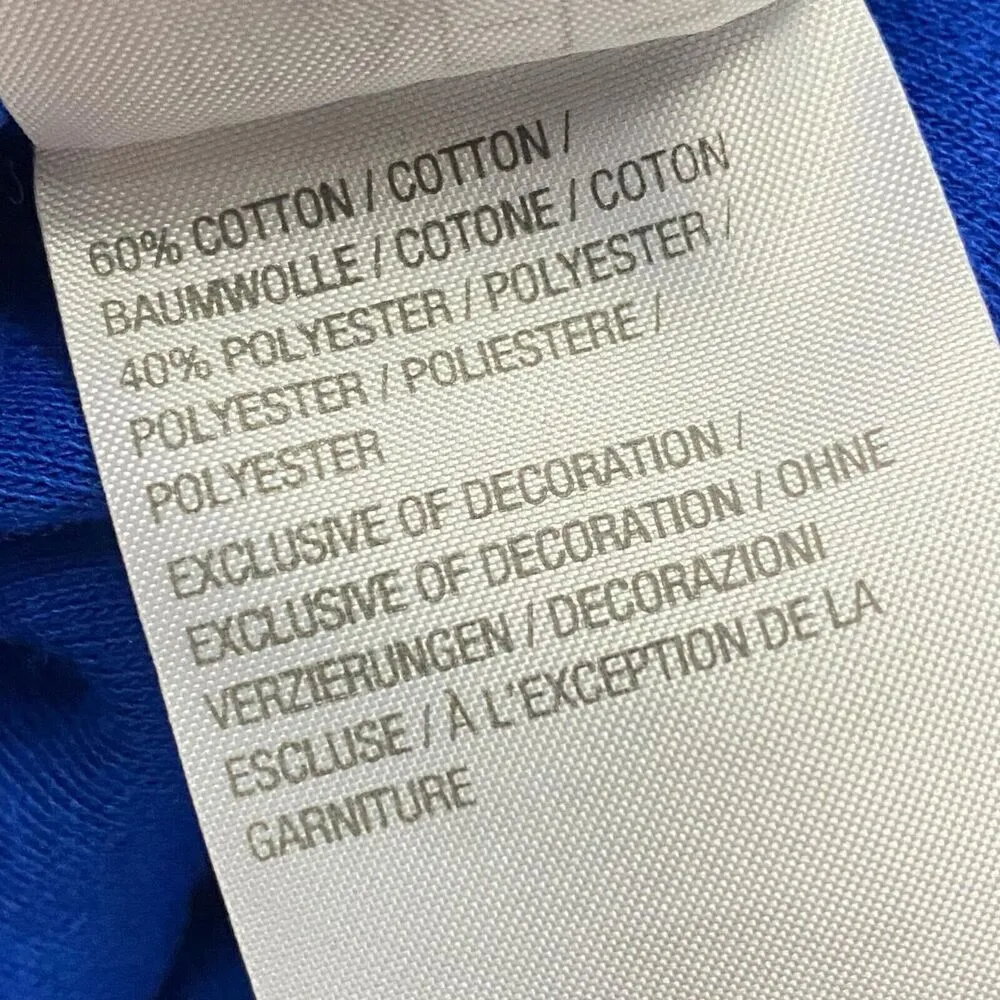 60% COTTON / COTTON /
BAUMWOLLE / COTONE / COTON
40% POLYESTER / POLYESTER /
POLYESTER / POLIESTERE /
POLYESTER
EXCLUSIVE OF DECORATION /
EXCLUSIVE OF DECORATION / OHNE
VERZIERUNGEN / DECORAZIONI
ESCLUSE / À L'EXCEPTION DE LA
GARNITURE